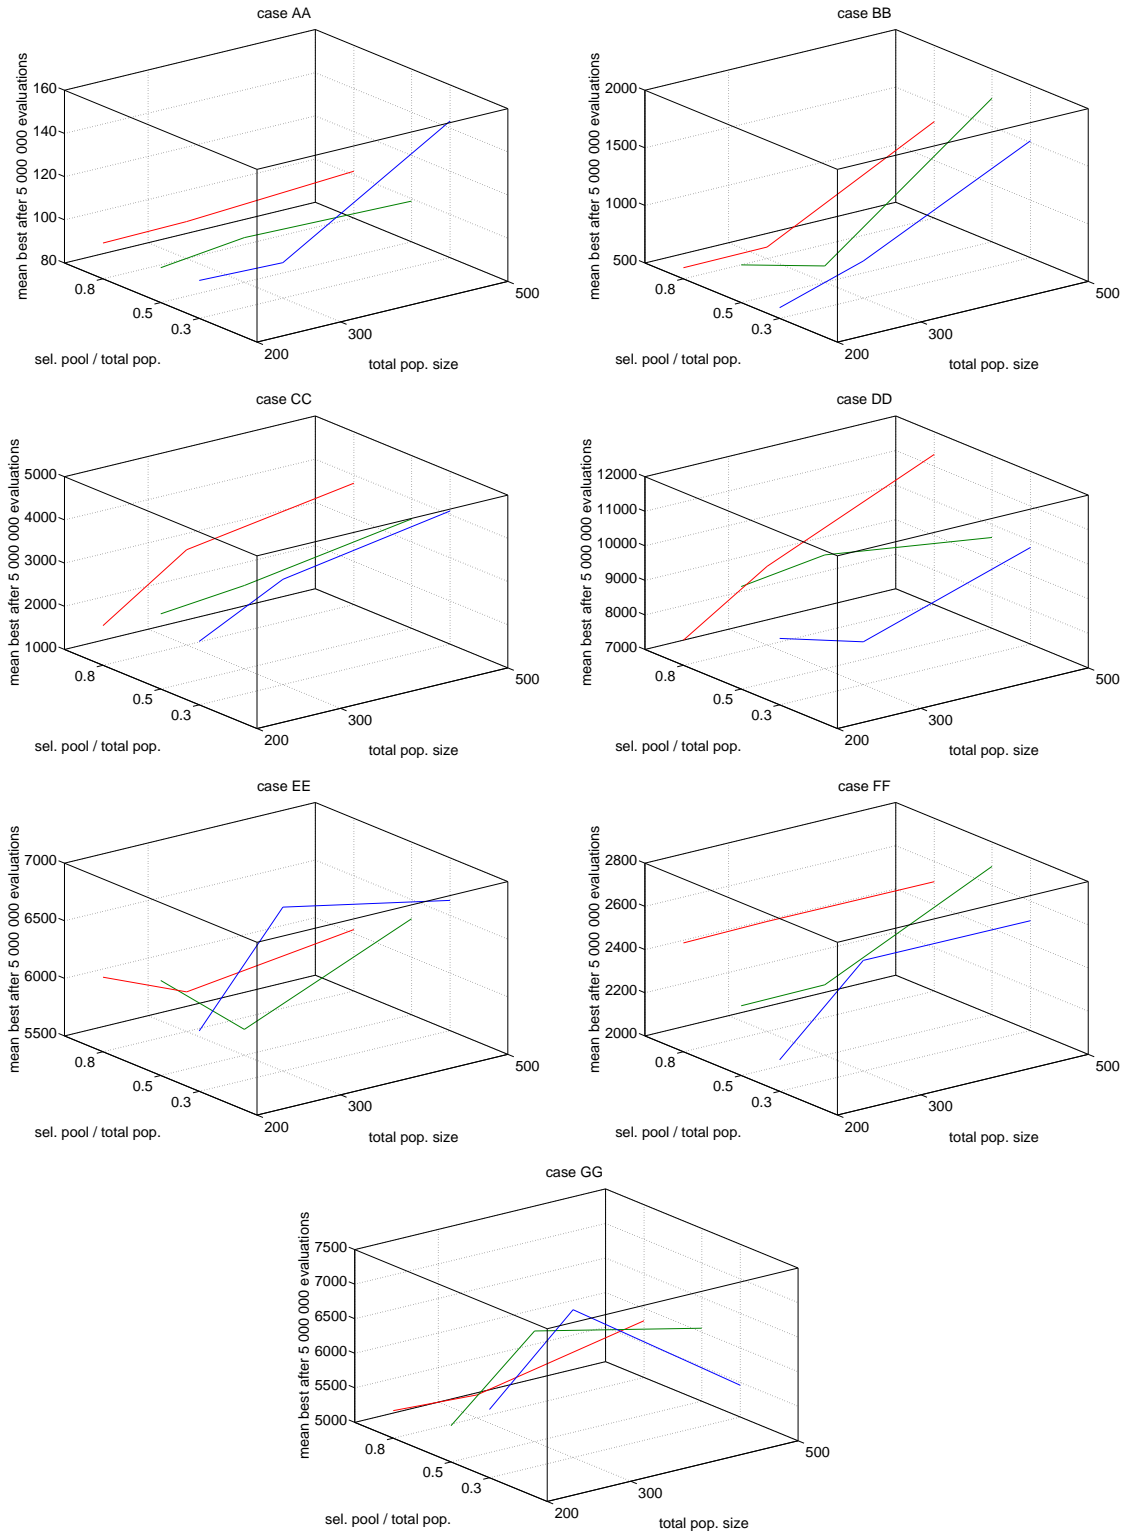 case AA
mean best after 5 000 000 evaluations
160
140
120
100
80
0.8
0.5
0.3
200
300
500
sel. pool / total pop.
total pop. size
case BB
mean best after 5 000 000 evaluations
2000
1500
1000
500
0.8
0.5
0.3
200
300
500
sel. pool / total pop.
total pop. size
case CC
mean best after 5 000 000 evaluations
5000
4000
3000
2000
1000
0.8
0.5
0.3
200
300
500
sel. pool / total pop.
total pop. size
case DD
mean best after 5 000 000 evaluations
12000
11000
10000
9000
8000
7000
0.8
0.5
0.3
200
300
500
sel. pool / total pop.
total pop. size
case EE
mean best after 5 000 000 evaluations
7000
6500
6000
5500
0.8
0.5
0.3
200
300
500
sel. pool / total pop.
total pop. size
case FF
mean best after 5 000 000 evaluations
2800
2600
2400
2200
2000
0.8
0.5
0.3
200
300
500
sel. pool / total pop.
total pop. size
case GG
mean best after 5 000 000 evaluations
7500
7000
6500
6000
5500
5000
0.8
0.5
0.3
200
300
500
sel. pool / total pop.
total pop. size